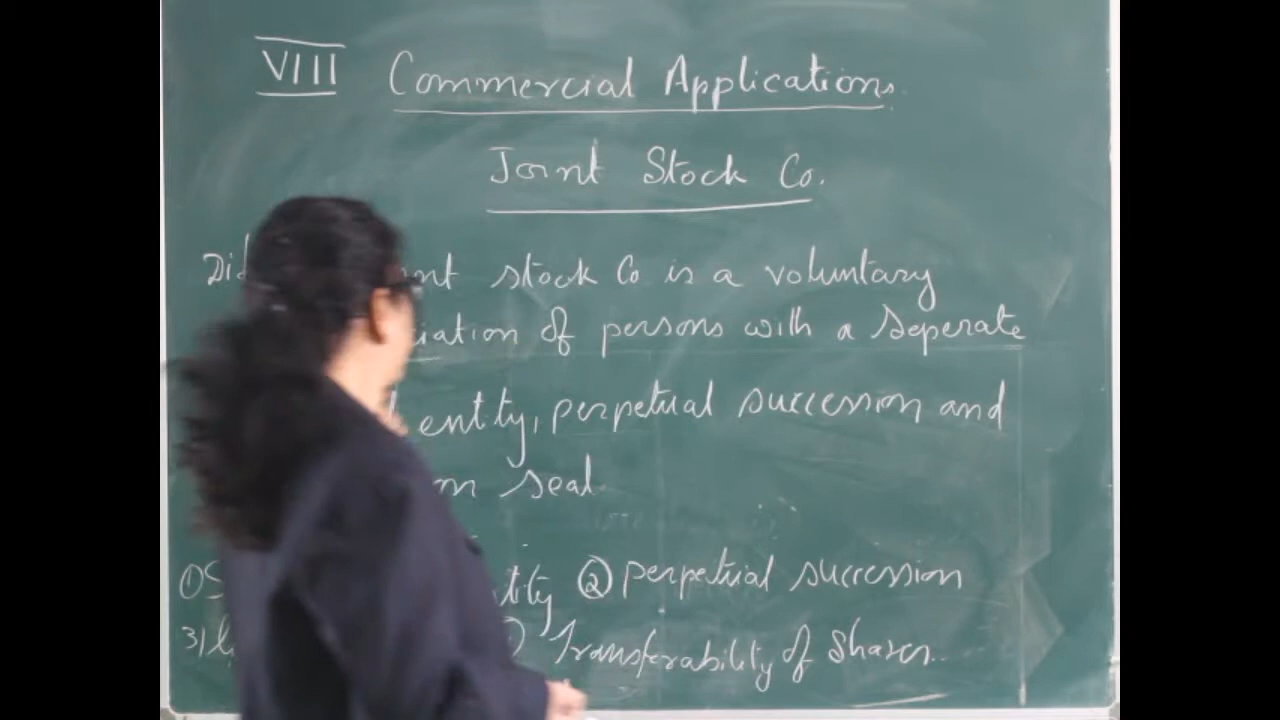 VIII Commercial Applications.
Joint Stock Co.
stock Co is a voluntary
of persons with a seperate
entity, perpetual succession and
seal
② perpetual succession
Transferability of Shares..